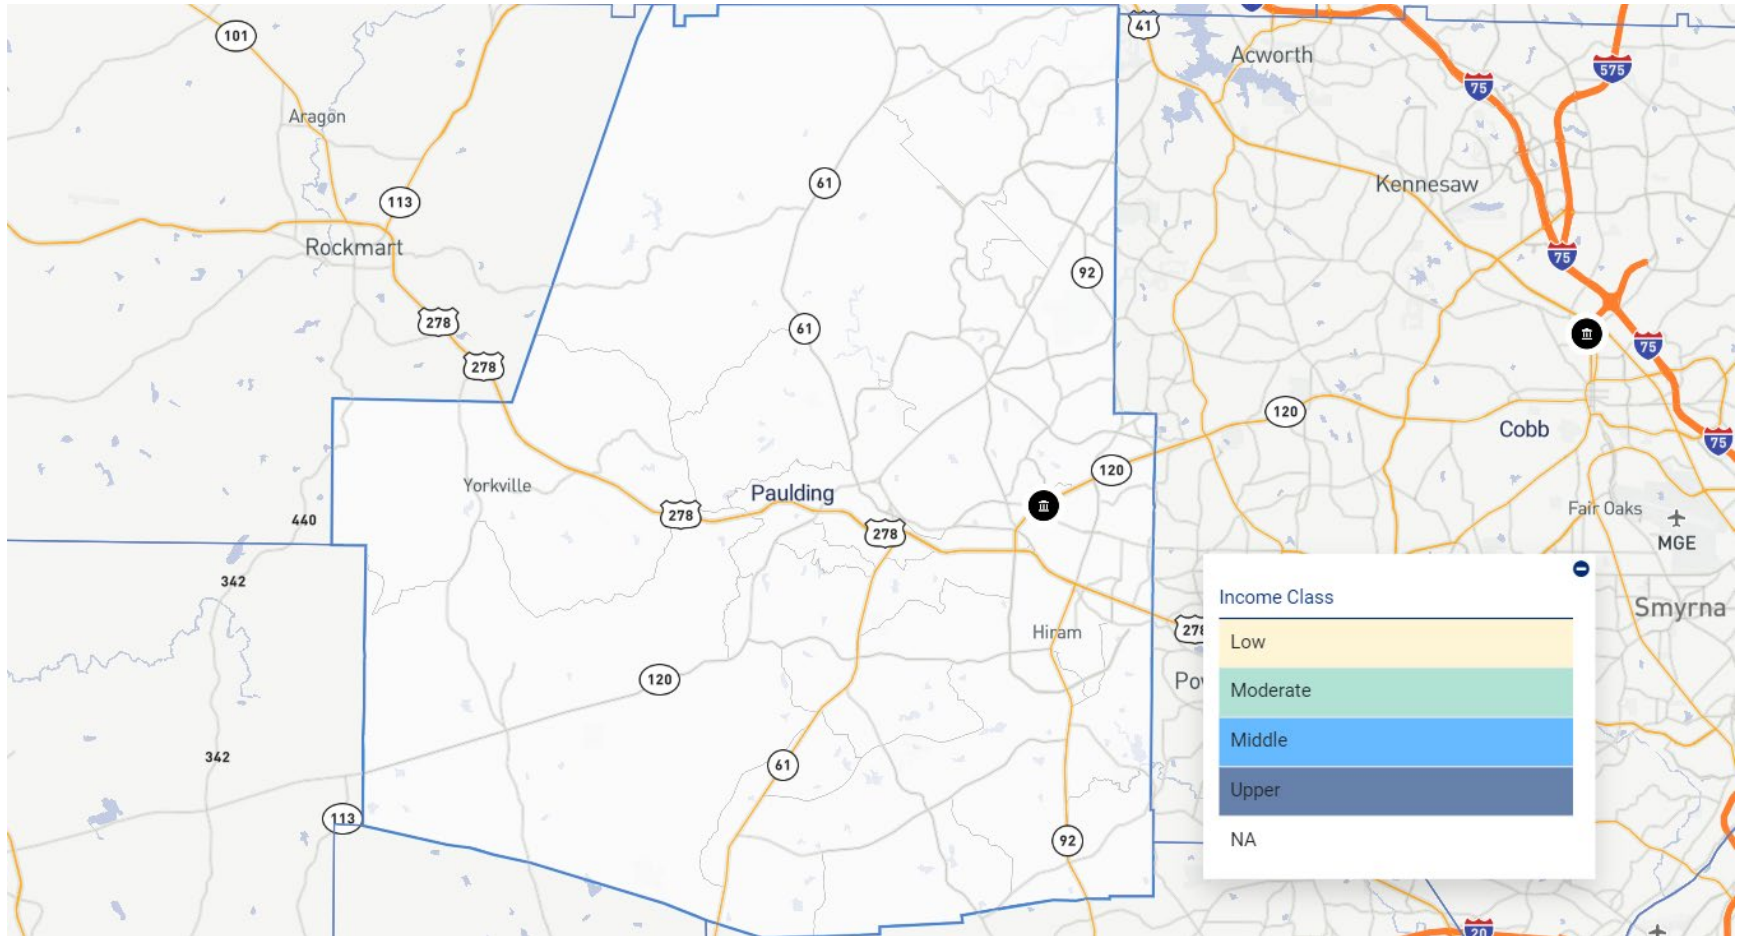 101
41
Acworth
575
75
Aragon
61
Kennesaw
113
Rockmart
75
92
278
61
75
278
120
Cobb
75
120
Yorkville
Paulding
278
Fair Oaks
440
278
MGE
342
Income Class
Smyrna
278
Hiram
Low
120
Pov
Moderate
Middle
342
61
Upper
113
92
NA
20